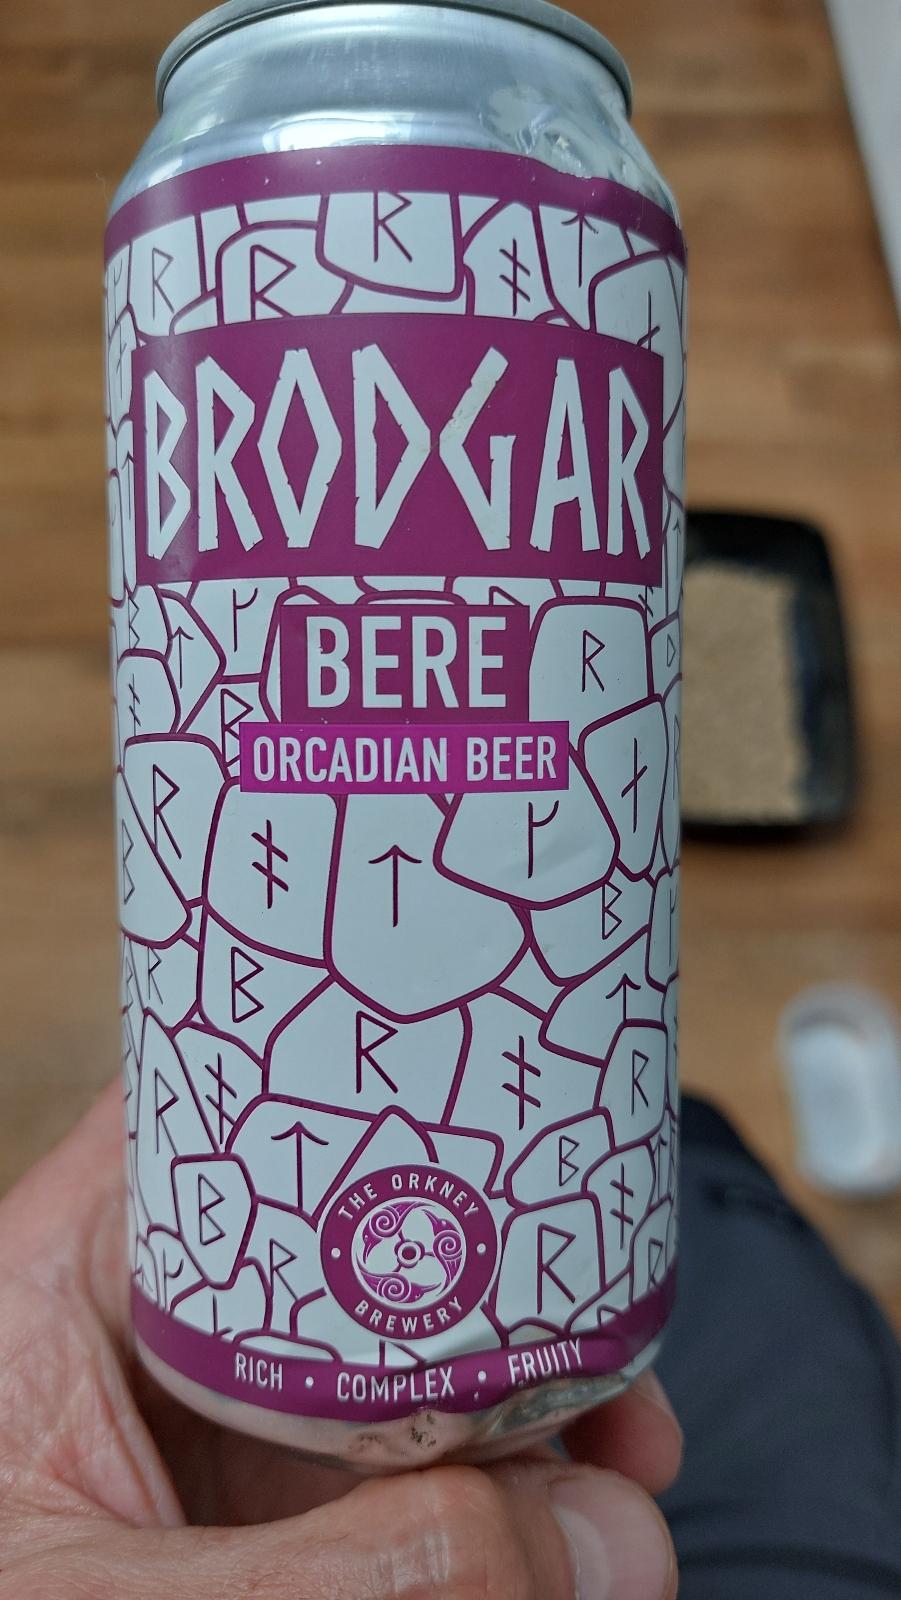 BRODGAR
BERE
ORCADIAN BEER
THE ORKNEY
BREWERY
RICH • COMPLEX • FRUITY